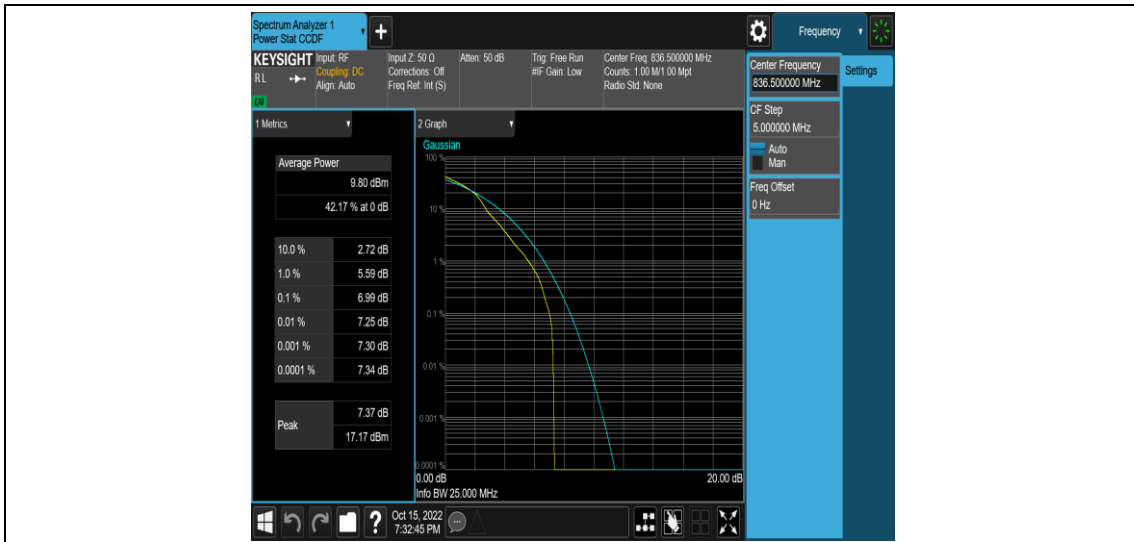 Spectrum Analyzer 1
Power Stat CCDF
+
Frequency
KEYSIGHT
RL
LXI
Input: RF
Coupling: DC
Align: Auto
Input Z: 50 Ω
Corrections: Off
Freq Ref: Int (S)
Atten: 50 dB
Trig: Free Run
#IF Gain: Low
Center Freq: 836.500000 MHz
Counts: 1.00 M/1.00 Mpt
Radio Std: None
Center Frequency
836.500000 MHz
Settings
CF Step
5.000000 MHz
Auto
Man
Freq Offset
0 Hz
1 Metrics
Average Power
9.80 dBm
42.17 % at 0 dB
10.0 % 2.72 dB
1.0 % 5.59 dB
0.1 % 6.99 dB
0.01 % 7.25 dB
0.001 % 7.30 dB
0.0001 % 7.34 dB
Peak
7.37 dB
17.17 dBm
2 Graph
Gaussian
100 %
10 %
1 %
0.1 %
0.01 %
0.001 %
0.0001 %
0.00 dB 20.00 dB
Info BW 25.000 MHz
?
Oct 15, 2022
7:32:45 PM